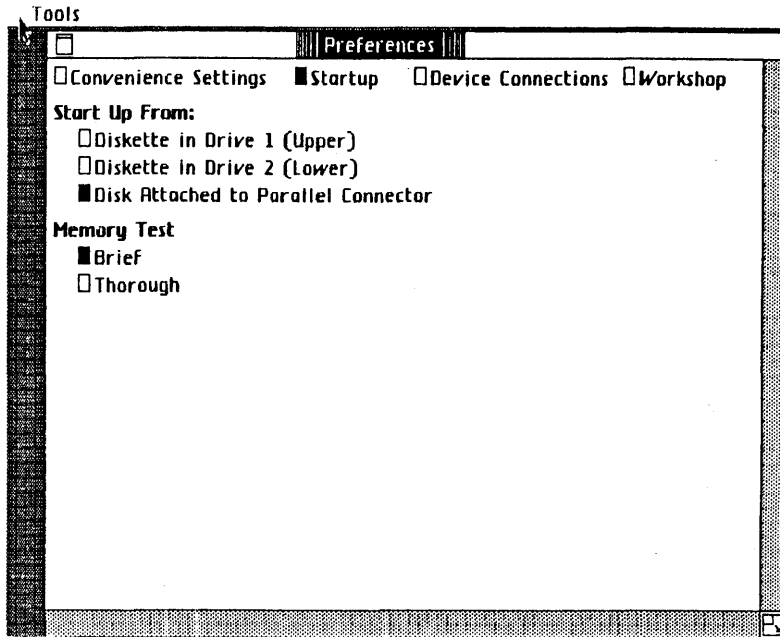 Tools
Preferences
Convenience Settings Startup Device Connections Workshop
Start Up From:
Diskette in Drive 1 (Upper)
Diskette in Drive 2 (Lower)
Disk Attached to Parallel Connector
Memory Test
Brief
Thorough